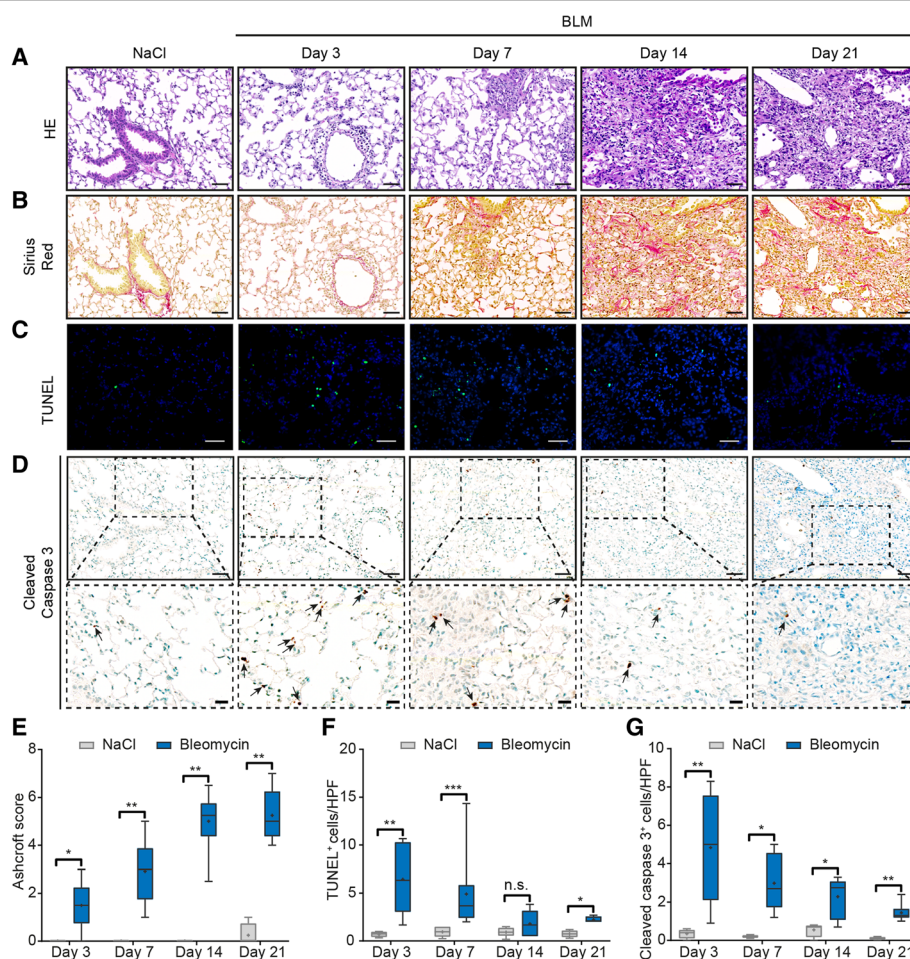 BLM
A NaCl Day 3 Day 7 Day 14 Day 21
HE
B
Sirius
Red
C
TUNEL
D
Cleaved
Caspase 3
E
NaCl Bleomycin
Ashcroft score
8
6
4
2
0
* ** ** **
Day 3 Day 7 Day 14 Day 21
F
NaCl Bleomycin
TUNEL+ cells/HPF
20
15
10
5
0
** *** n.s. *
Day 3 Day 7 Day 14 Day 21
G
NaCl Bleomycin
Cleaved caspase 3+ cells/HPF
10
8
6
4
2
0
** * * **
Day 3 Day 7 Day 14 Day 21